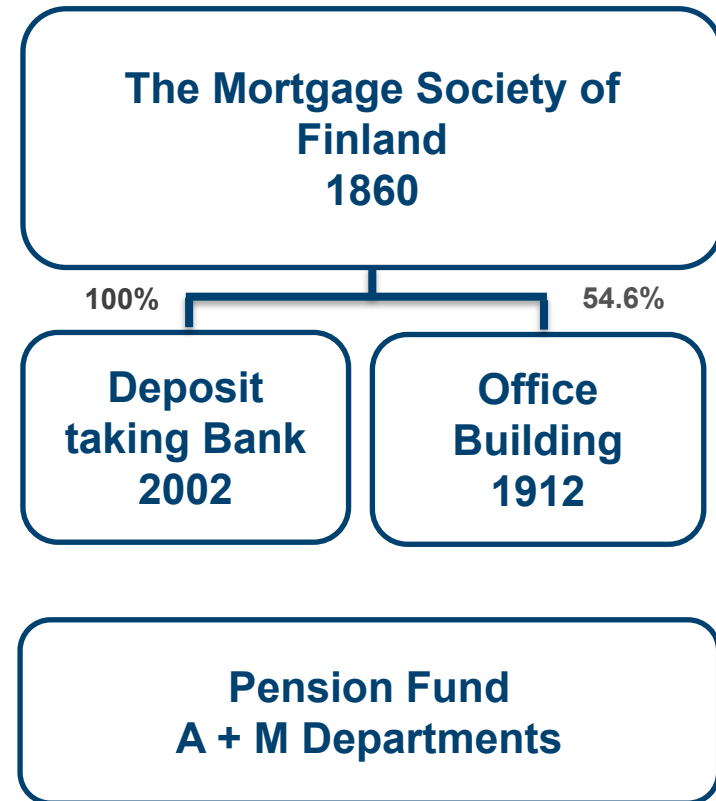 The Mortgage Society of
Finland
1860
100%
54.6%
Deposit
taking Bank
2002
Office
Building
1912
Pension Fund
A + M Departments